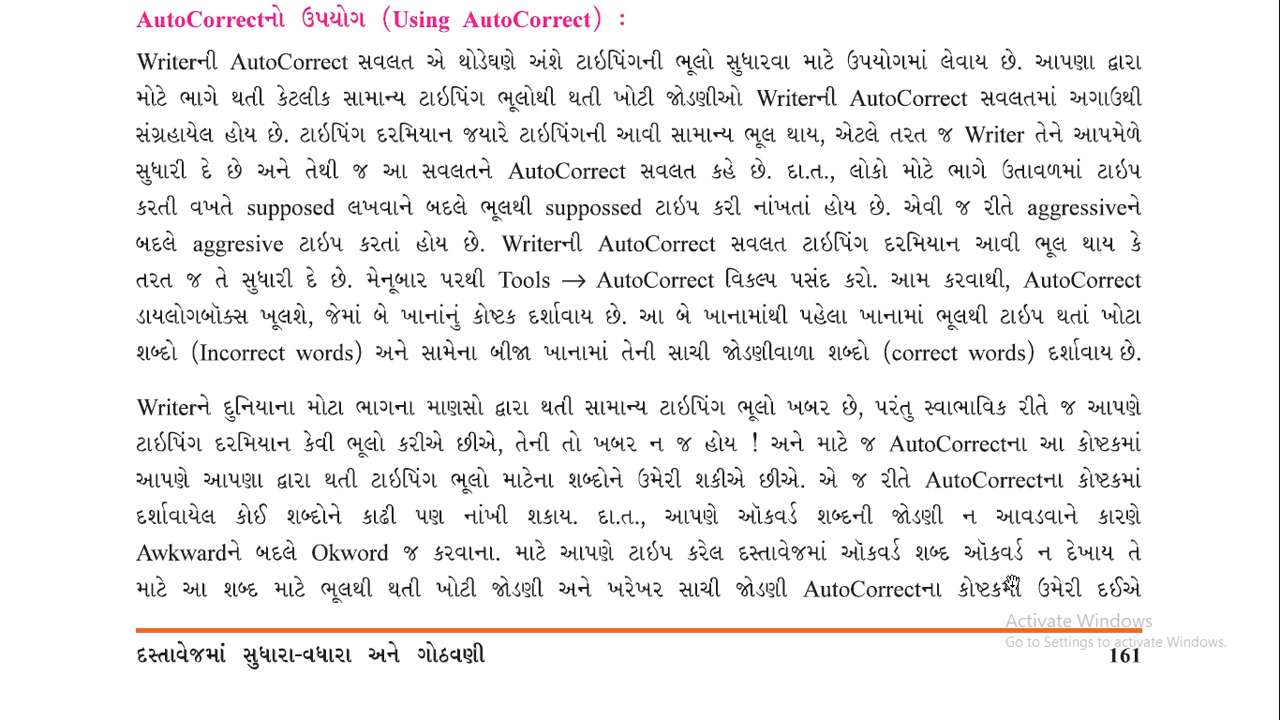 AutoCorrectનો ઉપયોગ (Using AutoCorrect) :
Writerની AutoCorrect સવલત એ થોડેઘણે અંશે ટાઇપિંગની ભૂલો સુધારવા માટે ઉપયોગમાં લેવાય છે. આપણા દ્વારા
મોટે ભાગે થતી કેટલીક સામાન્ય ટાઇપિંગ ભૂલોથી થતી ખોટી જોડણીઓ Writerની AutoCorrect સવલતમાં અગાઉથી
સંગ્રહાયેલ હોય છે. ટાઇપિંગ દરમિયાન જયારે ટાઇપિંગની આવી સામાન્ય ભૂલ થાય, એટલે તરત જ Writer તેને આપમેળે
સુધારી દે છે અને તેથી જ આ સવલતને AutoCorrect સવલત કહે છે. દા.ત., લોકો મોટે ભાગે ઉતાવળમાં ટાઇપ
કરતી વખતે supposed લખવાને બદલે ભૂલથી suppossed ટાઇપ કરી નાંખતાં હોય છે. એવી જ રીતે aggressiveને
બદલે aggresive ટાઇપ કરતાં હોય છે. Writerની AutoCorrect સવલત ટાઇપિંગ દરમિયાન આવી ભૂલ થાય કે
તરત જ તે સુધારી દે છે. મેનૂબાર પરથી Tools → AutoCorrect વિકલ્પ પસંદ કરો. આમ કરવાથી, AutoCorrect
ડાયલોગબૉક્સ ખૂલશે, જેમાં બે ખાનાંનું કોષ્ટક દર્શાવાય છે. આ બે ખાનામાંથી પહેલા ખાનામાં ભૂલથી ટાઇપ થતાં ખોટા
શબ્દો (Incorrect words) અને સામેના બીજા ખાનામાં તેની સાચી જોડણીવાળા શબ્દો (correct words) દર્શાવાય છે.
Writerને દુનિયાના મોટા ભાગના માણસો દ્વારા થતી સામાન્ય ટાઇપિંગ ભૂલો ખબર છે, પરંતુ સ્વાભાવિક રીતે જ આપણે
ટાઇપિંગ દરમિયાન કેવી ભૂલો કરીએ છીએ, તેની તો ખબર ન જ હોય ! અને માટે જ AutoCorrectના આ કોષ્ટકમાં
આપણે આપણા દ્વારા થતી ટાઇપિંગ ભૂલો માટેના શબ્દોને ઉમેરી શકીએ છીએ. એ જ રીતે AutoCorrectના કોષ્ટકમાં
દર્શાવાયેલ કોઈ શબ્દોને કાઢી પણ નાંખી શકાય. દા.ત., આપણે ઑકવર્ડ શબ્દની જોડણી ન આવડવાને કારણે
Awkwardને બદલે Okword જ કરવાના. માટે આપણે ટાઇપ કરેલ દસ્તાવેજમાં ઑકવર્ડ શબ્દ ઑકવર્ડ ન દેખાય તે
માટે આ શબ્દ માટે ભૂલથી થતી ખોટી જોડણી અને ખરેખર સાચી જોડણી AutoCorrectના કોષ્ટકમાં ઉમેરી દઈએ
Activate Windows
Go to Settings to activate Windows.
દસ્તાવેજમાં સુધારા-વધારા અને ગોઠવણી 161